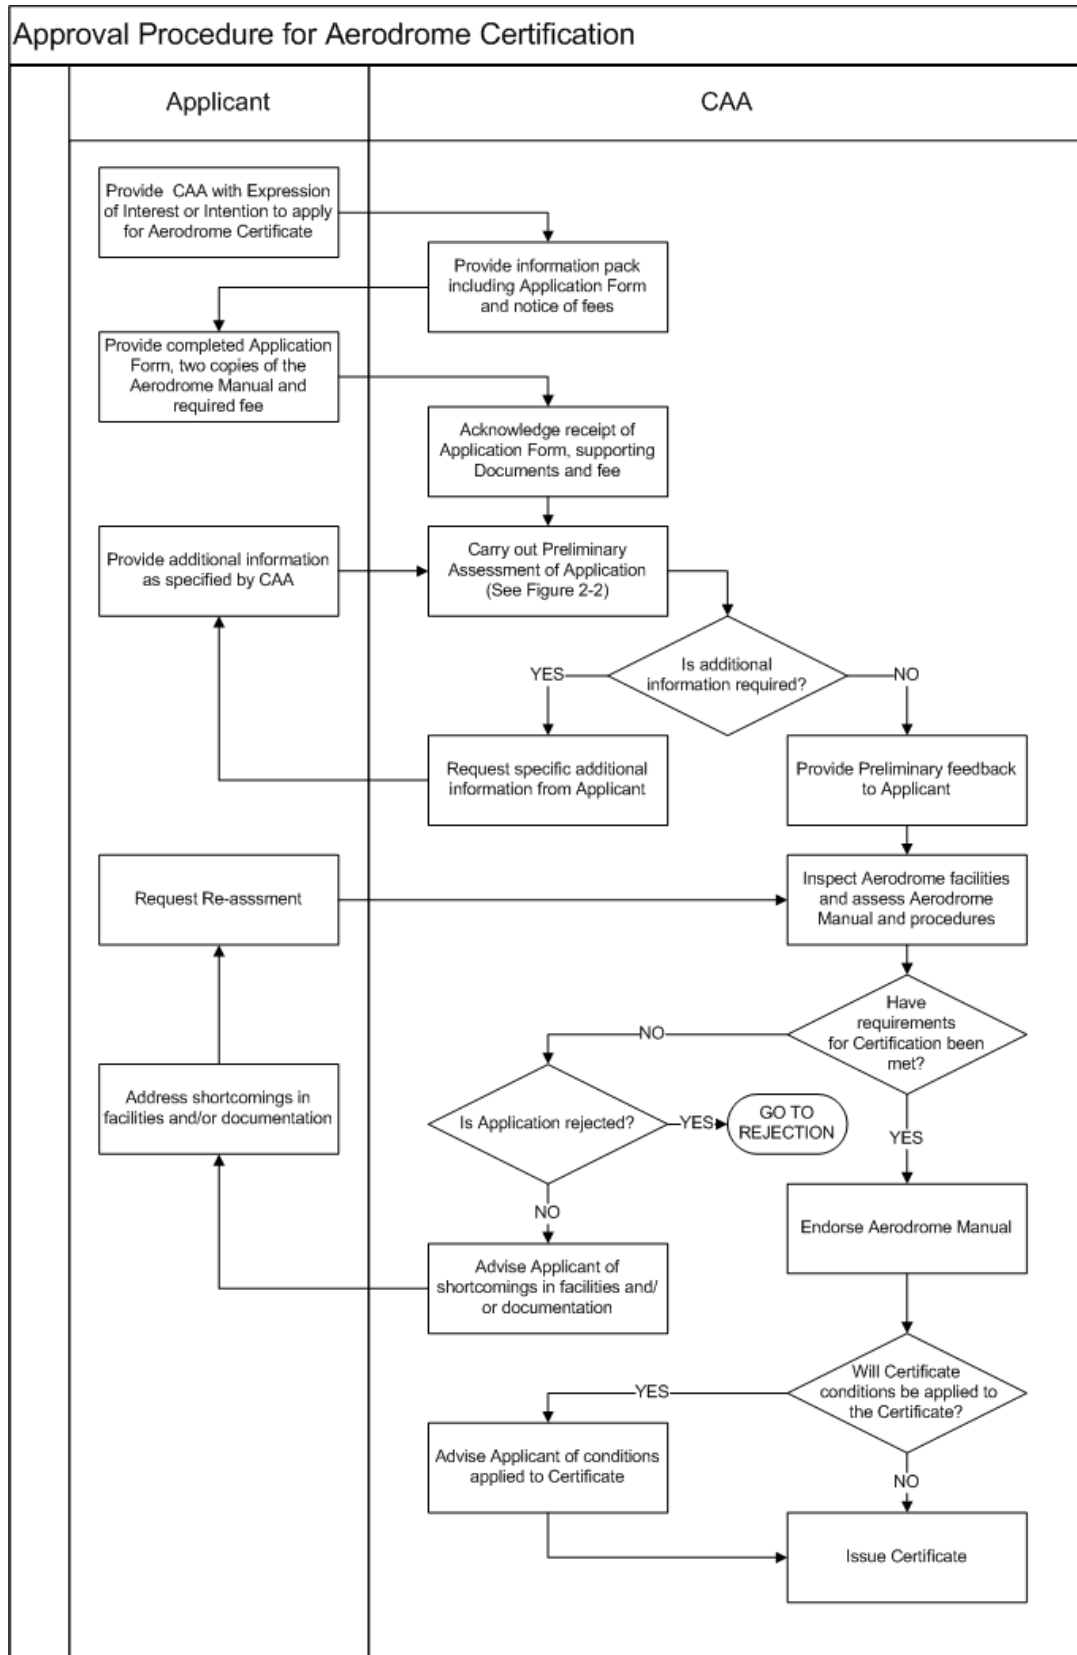 Approval Procedure for Aerodrome Certification
Applicant
CAA
Provide CAA with Expression
of Interest or Intention to apply
for Aerodrome Certificate
Provide information pack
including Application Form
and notice of fees
Provide completed Application
Form, two copies of the
Aerodrome Manual and
required fee
Acknowledge receipt of
Application Form, supporting
Documents and fee
Provide additional information
as specified by CAA
Carry out Preliminary
Assessment of Application
(See Figure 2-2)
Is additional
information required?
YES
NO
Request specific additional
information from Applicant
Provide Preliminary feedback
to Applicant
Request Re-asssment
Inspect Aerodrome facilities
and assess Aerodrome
Manual and procedures
Have
requirements
for Certification been
met?
NO
Address shortcomings in
facilities and/or documentation
Is Application rejected?
YES
GO TO
REJECTION
YES
NO
Endorse Aerodrome Manual
Advise Applicant of
shortcomings in facilities and/
or documentation
Will Certificate
conditions be applied to
the Certificate?
YES
Advise Applicant of conditions
applied to Certificate
NO
Issue Certificate